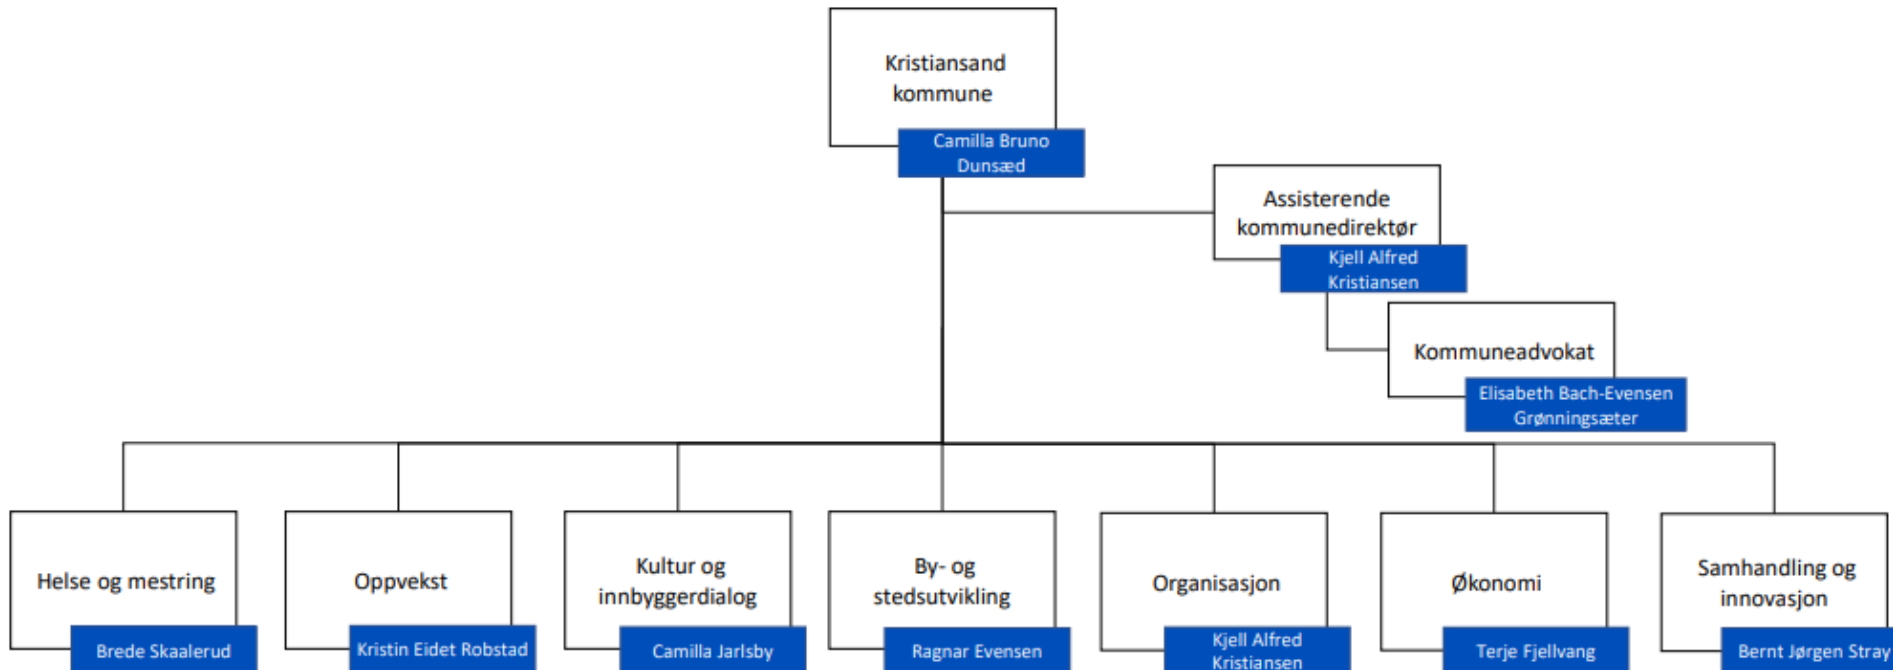 Kristiansand
kommune
Camilla Bruno
Dunsæd
Assisterende
kommunedirektør
Kjell Alfred
Kristiansen
Kommuneadvokat
Elisabeth Bach-Evensen
Grønningsæter
Helse og mestring
Brede Skaalerud
Oppvekst
Kristin Eidet Robstad
Kultur og
innbyggerdialog
Camilla Jarlsby
By- og
stedsutvikling
Ragnar Evensen
Organisasjon
Kjell Alfred
Kristiansen
Økonomi
Terje Fjellvang
Samhandling og
innovasjon
Bernt Jørgen Stray